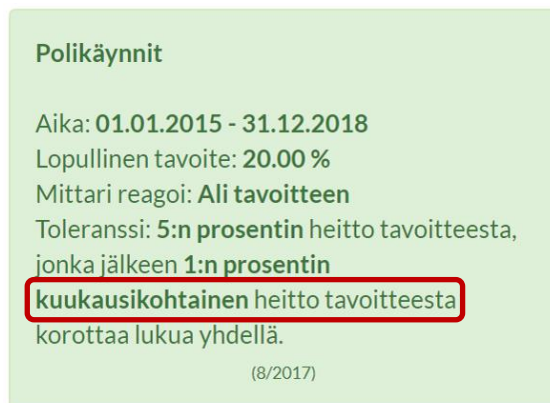 Polikäynnit
Aika: 01.01.2015 - 31.12.2018
Lopullinen tavoite: 20.00 %
Mittari reagoi: Ali tavoitteen
Toleranssi: 5:n prosentin heitto tavoitteesta,
jonka jälkeen 1:n prosentin
kuukausikohtainen heitto tavoitteesta
korottaa lukua yhdellä.
(8/2017)